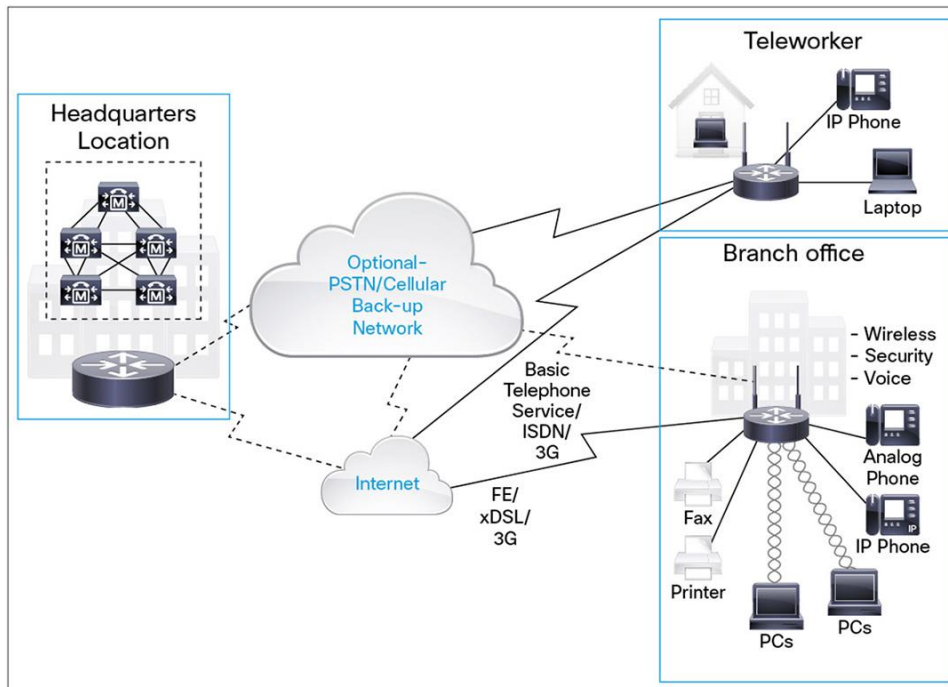 Headquarters
Location
M
M
M
M
M
Optional-
PSTN/Cellular
Back-up
Network
Internet
Basic
Telephone
Service/
ISDN/
3G
FE/
xDSL/
3G
Teleworker
IP Phone
Laptop
Branch office
- Wireless
- Security
- Voice
Analog
Phone
Fax
IP
IP Phone
Printer
PCs
PCs